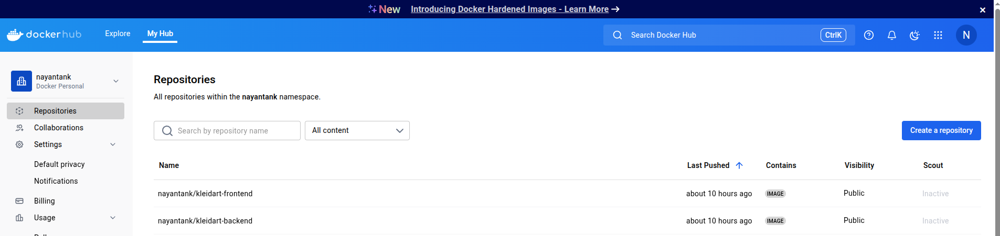 New Introducing Docker Hardened Images - Learn More
dockerhub Explore My Hub Search Docker Hub CtrlK N
nayantank
Docker Personal
Repositories
Collaborations
Settings
Default privacy
Notifications
Billing
Usage
Repositories
All repositories within the nayantank namespace.
Search by repository name All content Create a repository
Name Last Pushed Contains Visibility Scout
nayantank/kleidart-frontend about 10 hours ago IMAGE Public Inactive
nayantank/kleidart-backend about 10 hours ago IMAGE Public Inactive